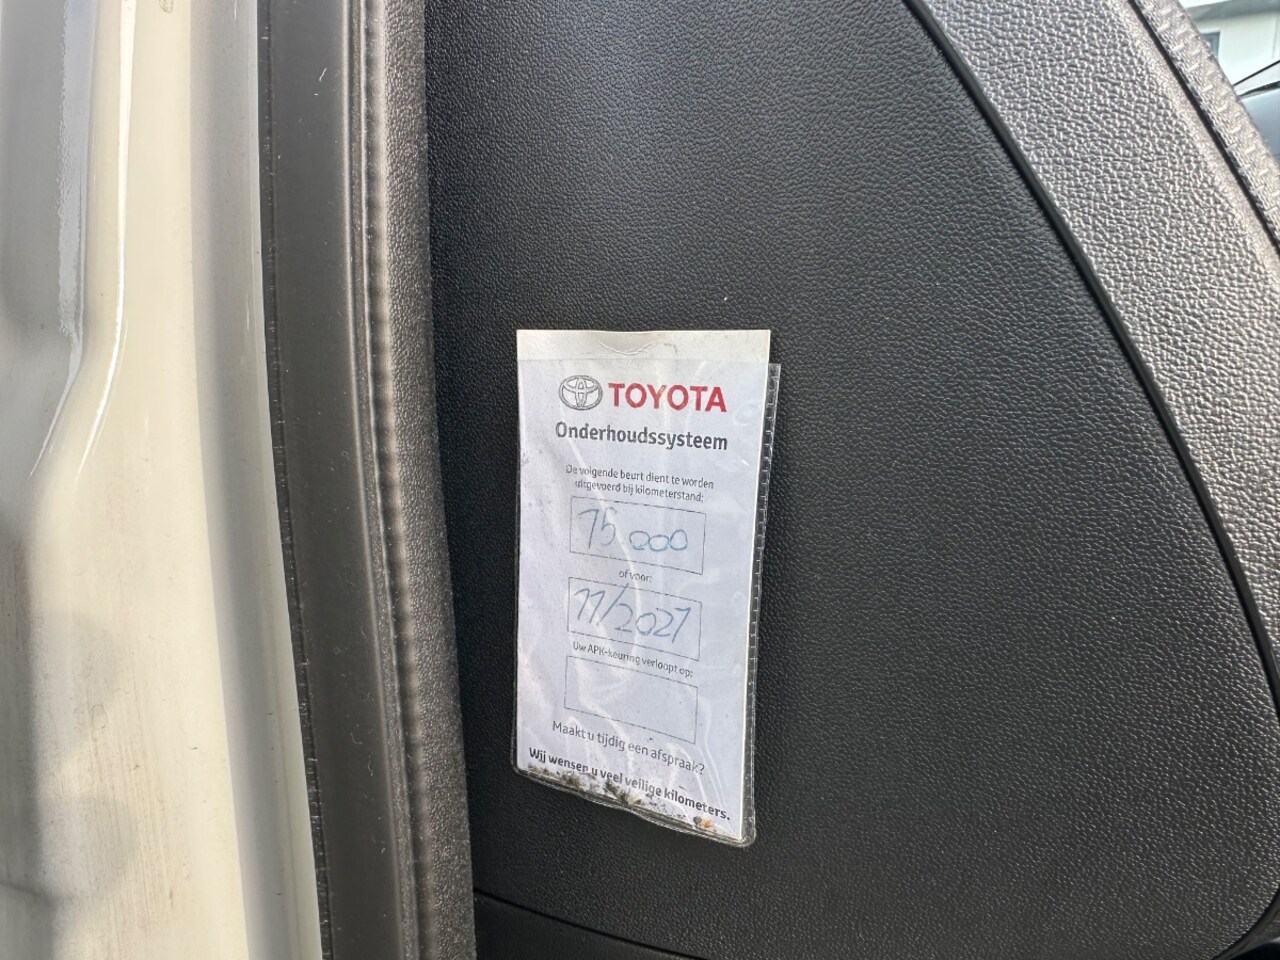 TOYOTA
Onderhoudssysteem
De volgende beurt dient te worden
uitgevoerd bij kilometerstand:
75.000
of voor:
11/2021
Uw APK-keuring verloopt op:
Maakt u tijdig een afspraak?
Wij wensen u veel veilige kilometers.